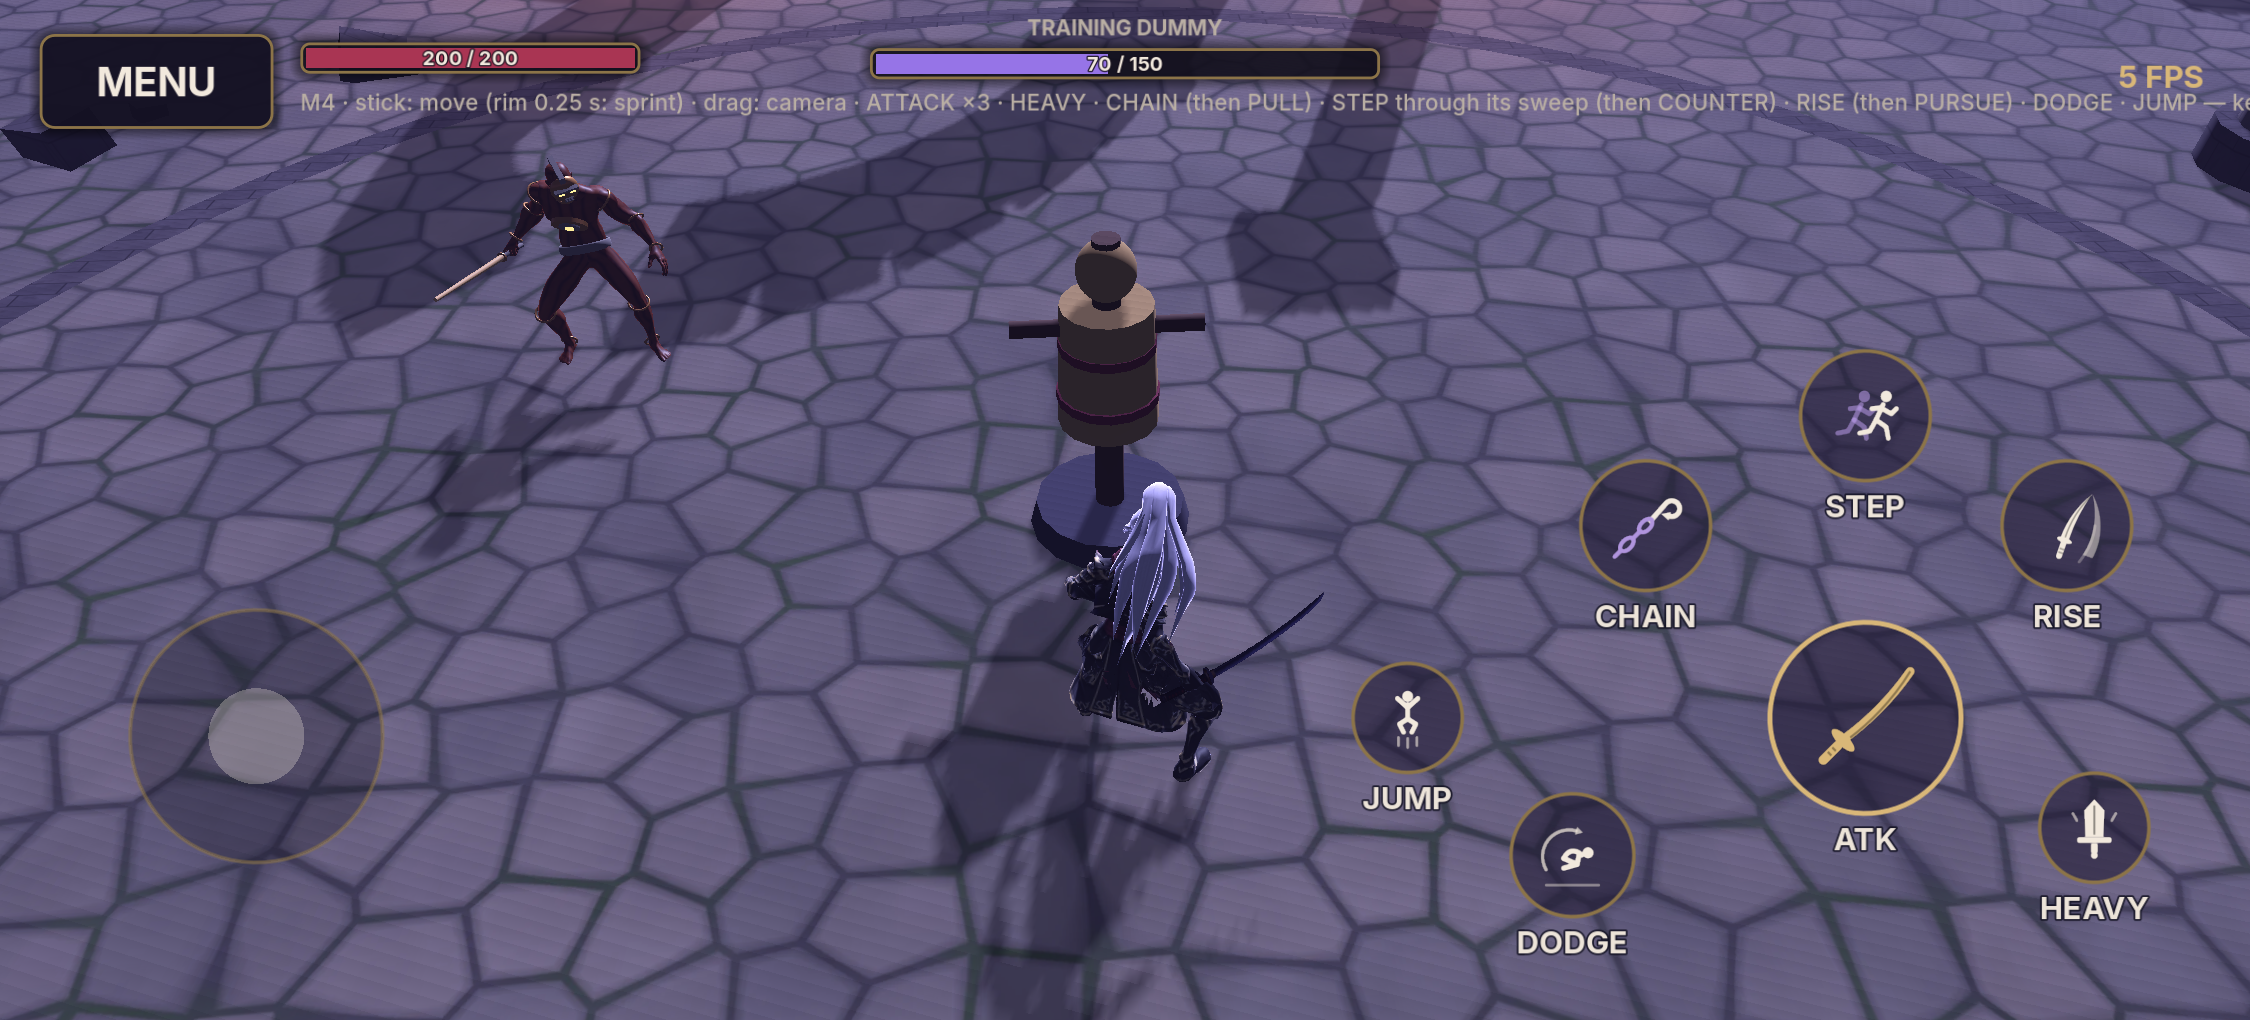 TRAINING DUMMY
MENU
200 / 200
70 / 150
5 FPS
M4 · stick: move (rim 0.25 s: sprint) · drag: camera · ATTACK ×3 · HEAVY · CHAIN (then PULL) · STEP through its sweep (then COUNTER) · RISE (then PURSUE) · DODGE · JUMP —
STEP
CHAIN
RISE
JUMP
ATK
HEAVY
DODGE